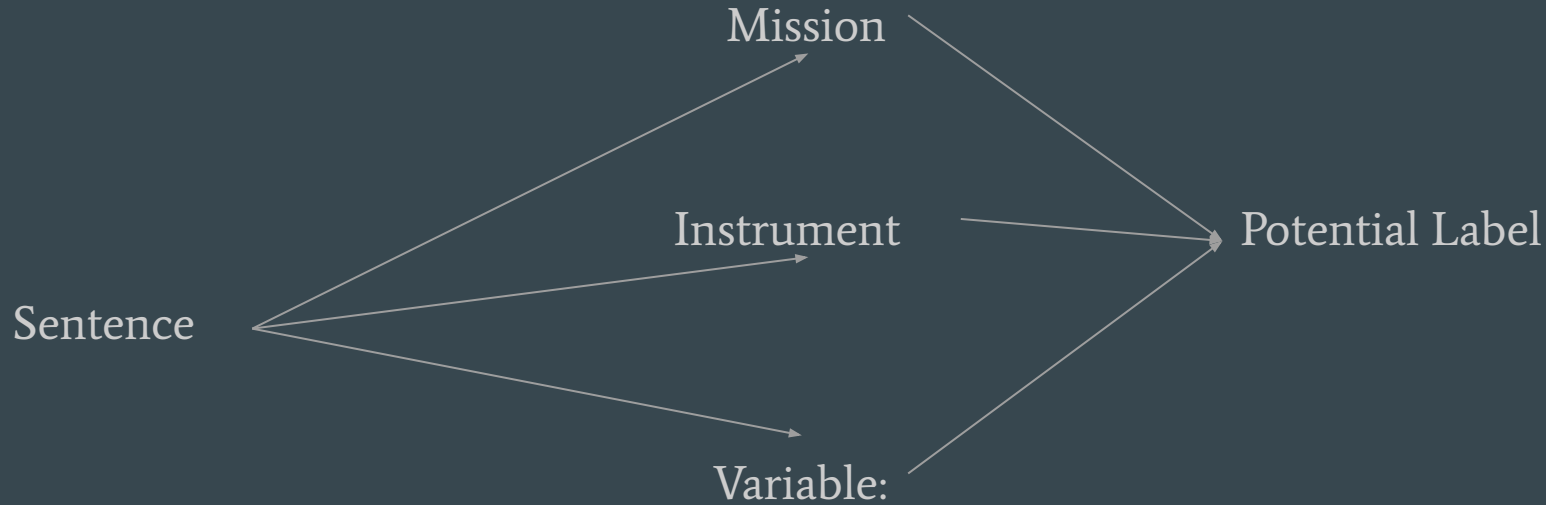 Mission
Instrument
Potential Label
Sentence
Variable: